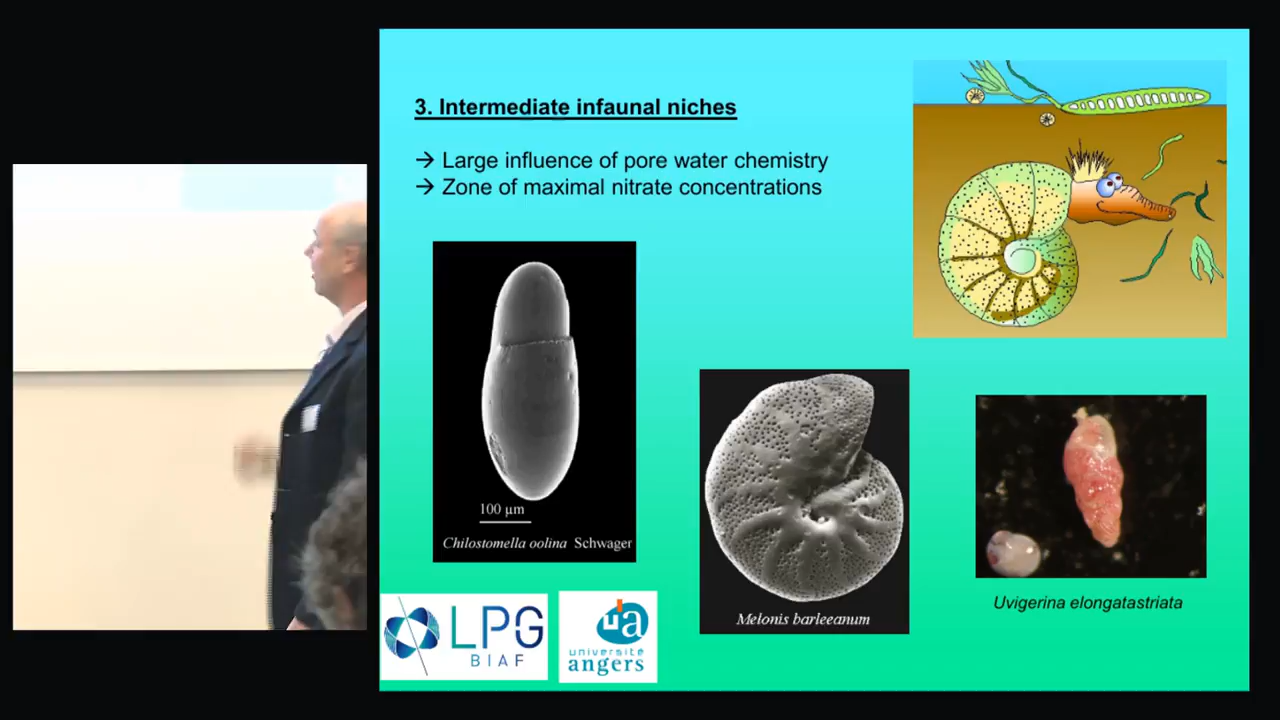 3. Intermediate infaunal niches
→ Large influence of pore water chemistry
→ Zone of maximal nitrate concentrations
100 µm
Chilostomella oolina Schwager
Melonis barleeanum
Uvigerina elongatastriata
LPG
BIAF
ua
université
angers